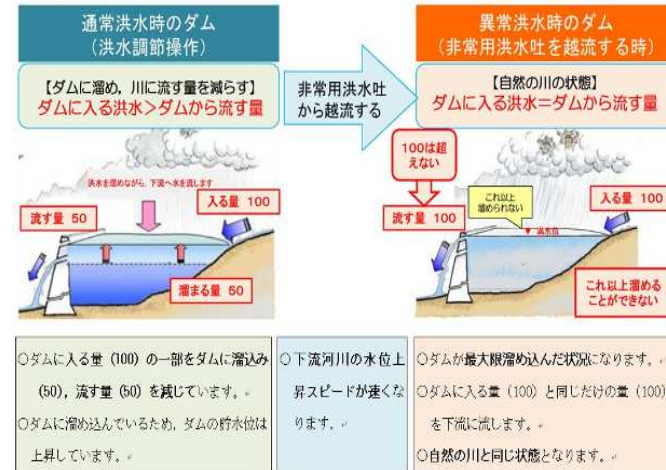 通常洪水時のダム
（洪水調節操作）
【ダムに溜め，川に流す量を減らす】
ダムに入る洪水＞ダムから流す量
非常用洪水吐
から越流する
異常洪水時のダム
（非常用洪水吐を越流する時）
【自然の川の状態】
ダムに入る洪水＝ダムから流す量
洪水を溜めながら、下流へ水を流します
流す量 50
入る量 100
溜まる量 50
100は超
えない
流す量 100
これ以上
溜められない
満水位
入る量 100
これ以上溜める
ことができない
○ダムに入る量（100）の一部をダムに溜込み
（50），流す量（50）を減じています。
○ダムに溜め込んでいるため，ダムの貯水位は
上昇しています。
○下流河川の水位上
昇スピードが速くな
ります。
○ダムが最大限溜め込んだ状況になります。
○ダムに入る量（100）と同じだけの量（100）
を下流に流します。
○自然の川と同じ状態となります。